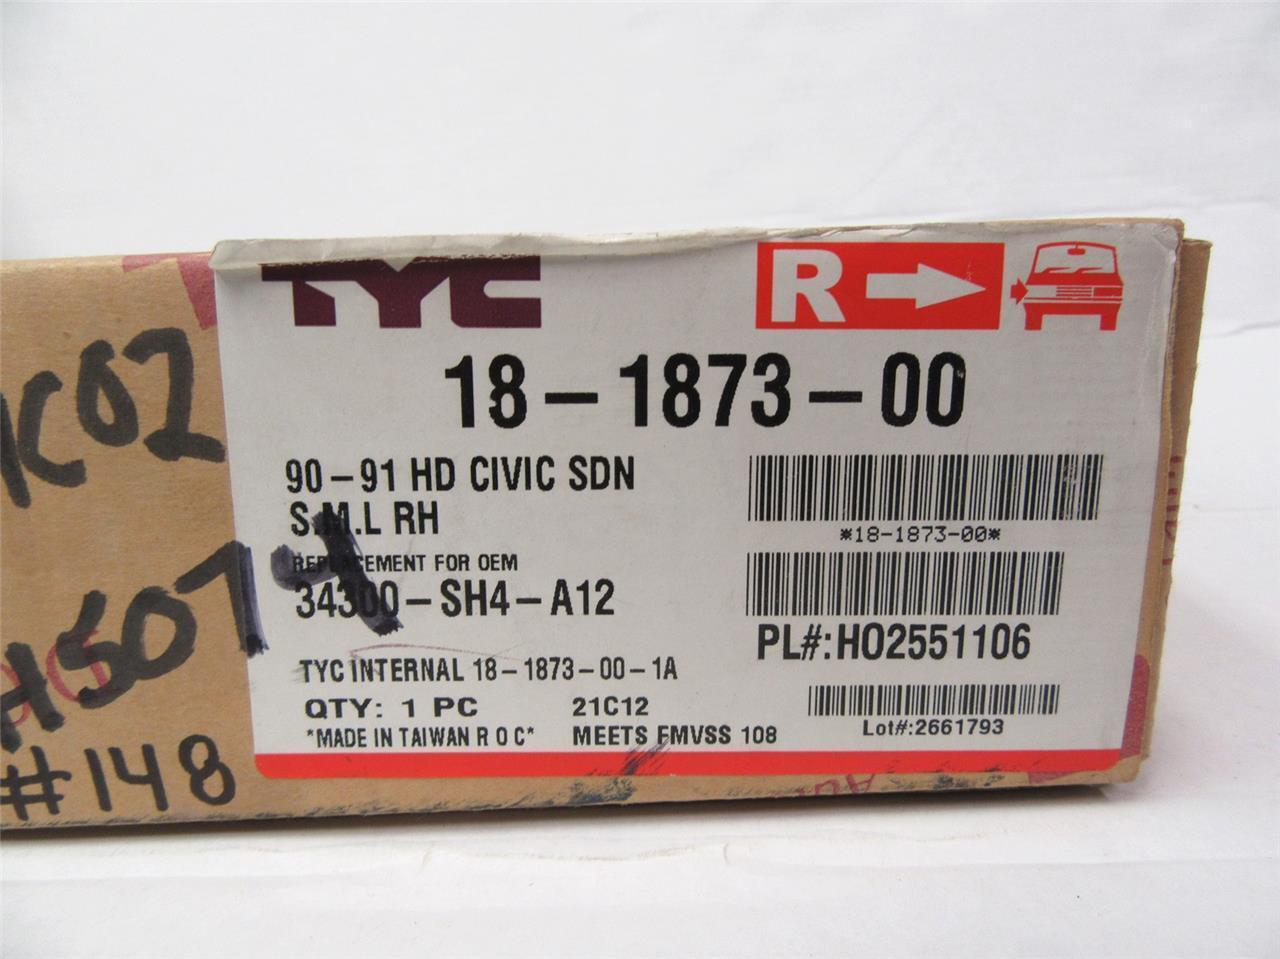 TYC
R
18-1873-00
90-91 HD CIVIC SDN
S.M.L RH
REPLACEMENT FOR OEM
34300-SH4-A12
TYC INTERNAL 18-1873-00-1A
QTY: 1 PC 21C12
*MADE IN TAIWAN R O C* MEETS FMVSS 108
*18-1873-00*
PL#:HO2551106
Lot#:2661793
C02
H5074
#148